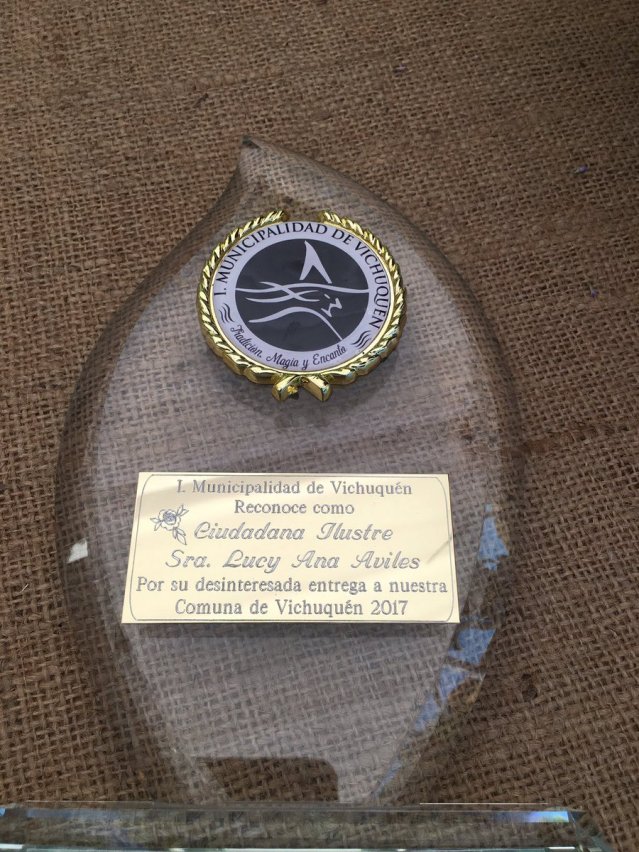 I. MUNICIPALIDAD DE VICHUQUÉN
Tradición, Magia y Encanto
I. Municipalidad de Vichuquén
Reconoce como
Ciudadana Ilustre
Sra. Lucy Ana Aviles
Por su desinteresada entrega a nuestra
Comuna de Vichuquén 2017